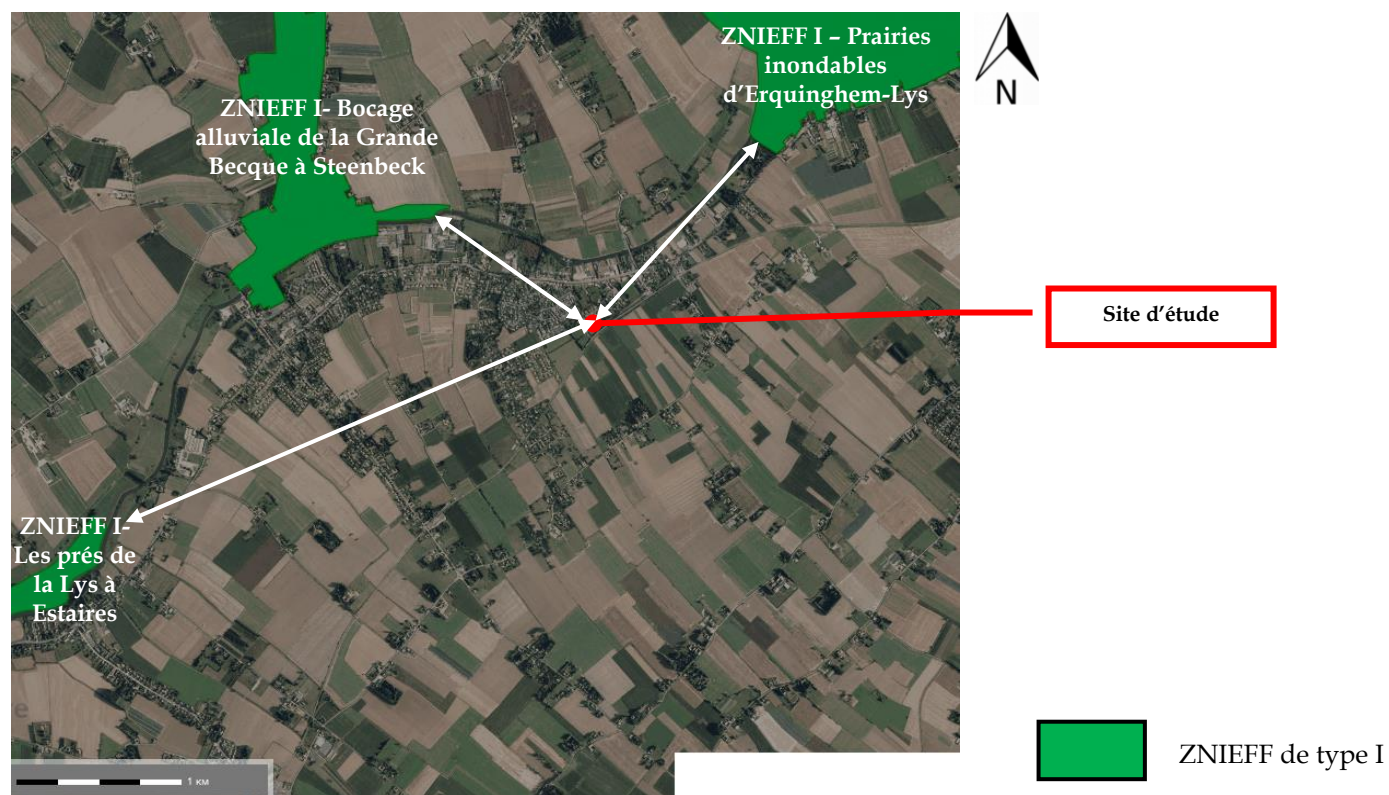 ZNIEFF I – Prairies
inondables
d’Erquinghem-Lys
N
ZNIEFF I- Bocage
alluviale de la Grande
Becque à Steenbeck
Site d’étude
ZNIEFF I-
Les prés de
la Lys à
Estaires
e
1 KM
ZNIEFF de type I